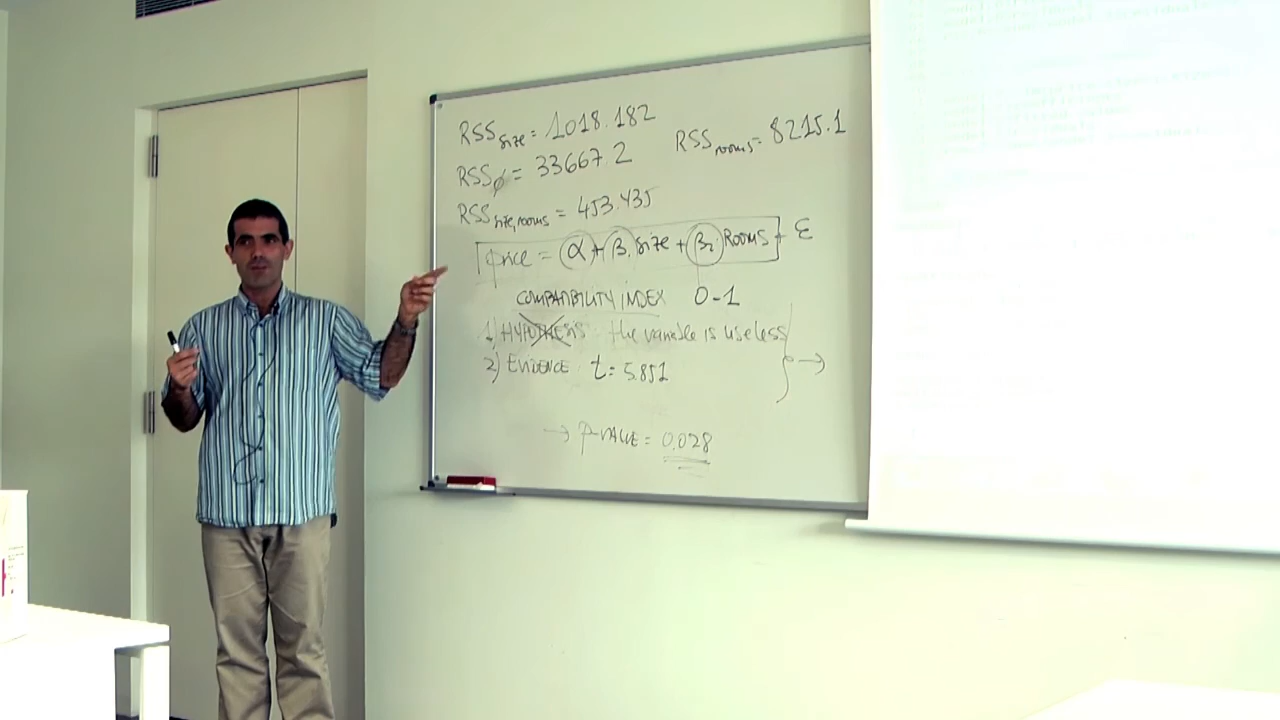 RSS size = 1018.182
RSS rooms = 8215.1
RSS∅ = 33667.2
RSS size, rooms = 453.435
Price = α + β₁ Size + β₂ Rooms + ε
COMPATIBILITY INDEX 0-1
1) HYPOTHESIS the variable is useless
2) EVIDENCE: t = 5.851
→ p-VALUE = 0.028